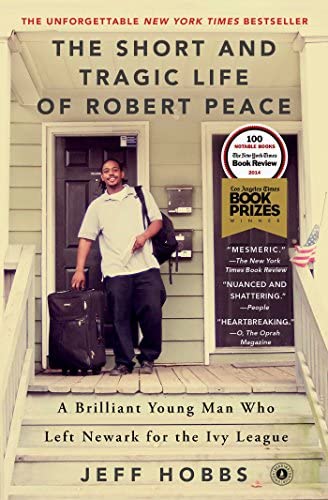 THE UNFORGETTABLE NEW YORK TIMES BESTSELLER
THE SHORT AND
TRAGIC LIFE
OF ROBERT PEACE
100
NOTABLE BOOKS
The New York Times
Book Review
2014
Los Angeles Times
BOOK
PRIZES
WINNER
"MESMERIC."
—The New York
Times Book Review
"NUANCED AND
SHATTERING."
—People
"HEARTBREAKING."
—O, The Oprah
Magazine
A Brilliant Young Man Who
Left Newark for the Ivy League
JEFF HOBBS